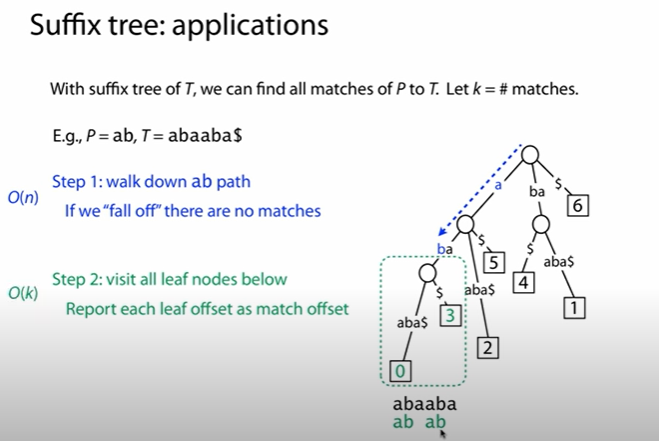 Suffix tree: applications
With suffix tree of T, we can find all matches of P to T. Let k = # matches.
E.g., P = ab, T = abaaba$
O(n)
Step 1: walk down ab path
If we “fall off” there are no matches
O(k)
Step 2: visit all leaf nodes below
Report each leaf offset as match offset
a
ba
$
6
ba
$
5
$
aba$
4
aba$
1
$
3
aba$
2
0
abaaba
ab ab